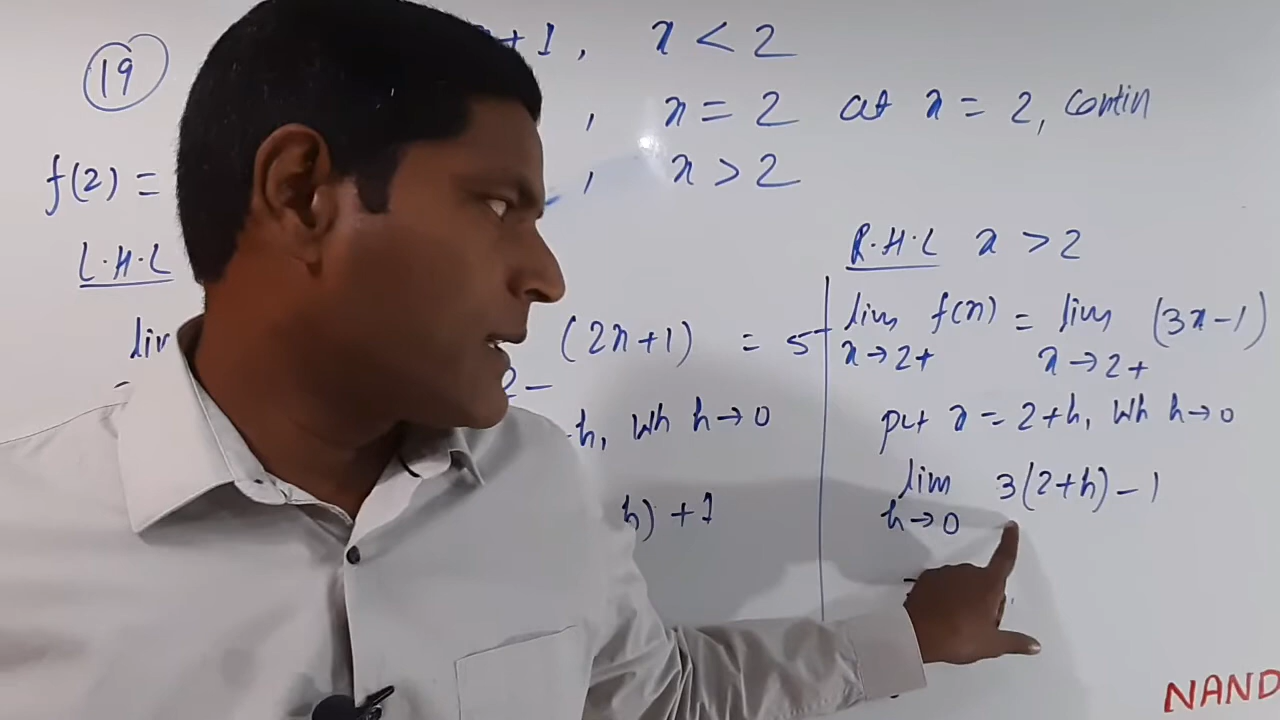 19
+1, x < 2
, x = 2 at x = 2, contin
f(2) = , x > 2
L.H.L
(2x+1) = 5
2-
h, wh h→0
h) +1
R.H.L x > 2
lim f(x) = lim (3x-1)
x→2+ x→2+
put x = 2+h, wh h→0
lim 3(2+h)-1
h→0
NAND